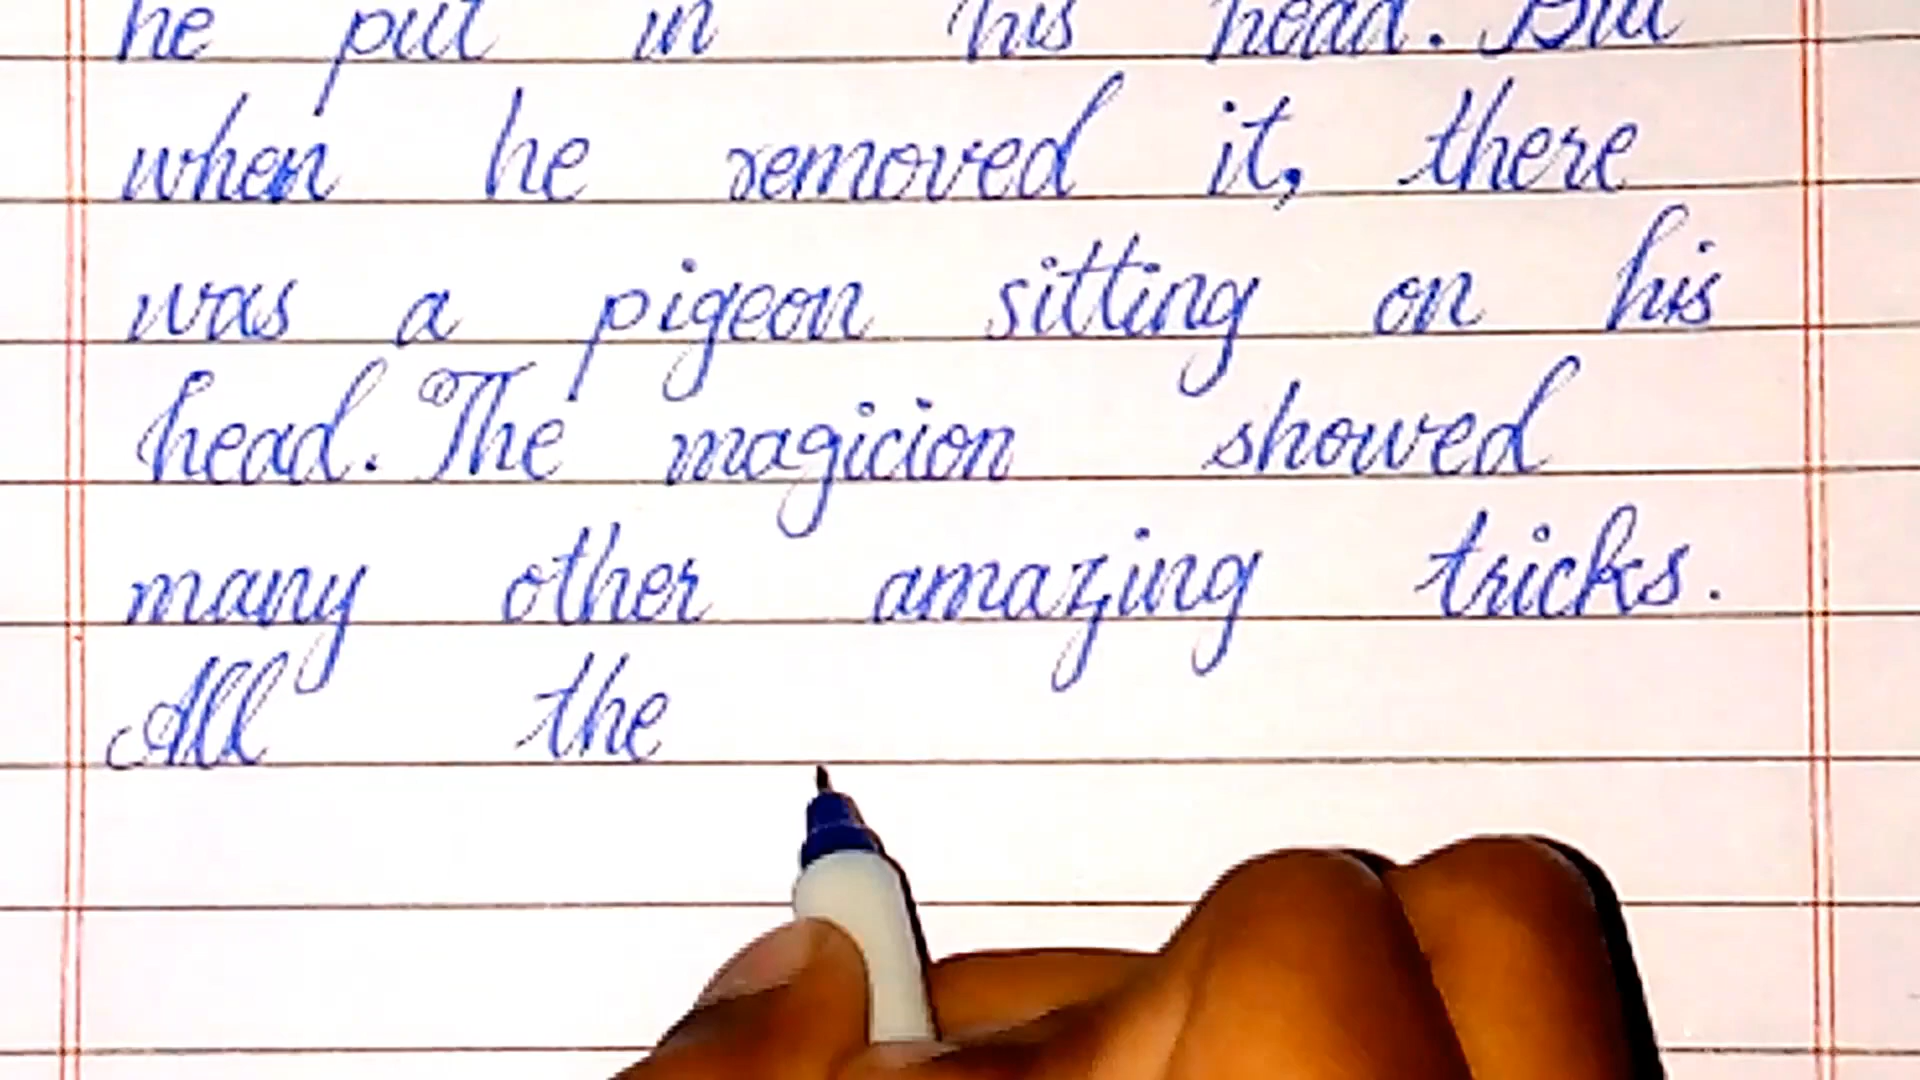 he put in his head. But
when he removed it, there
was a pigeon sitting on his
head. The magicion showed
many other amazing tricks.
All the